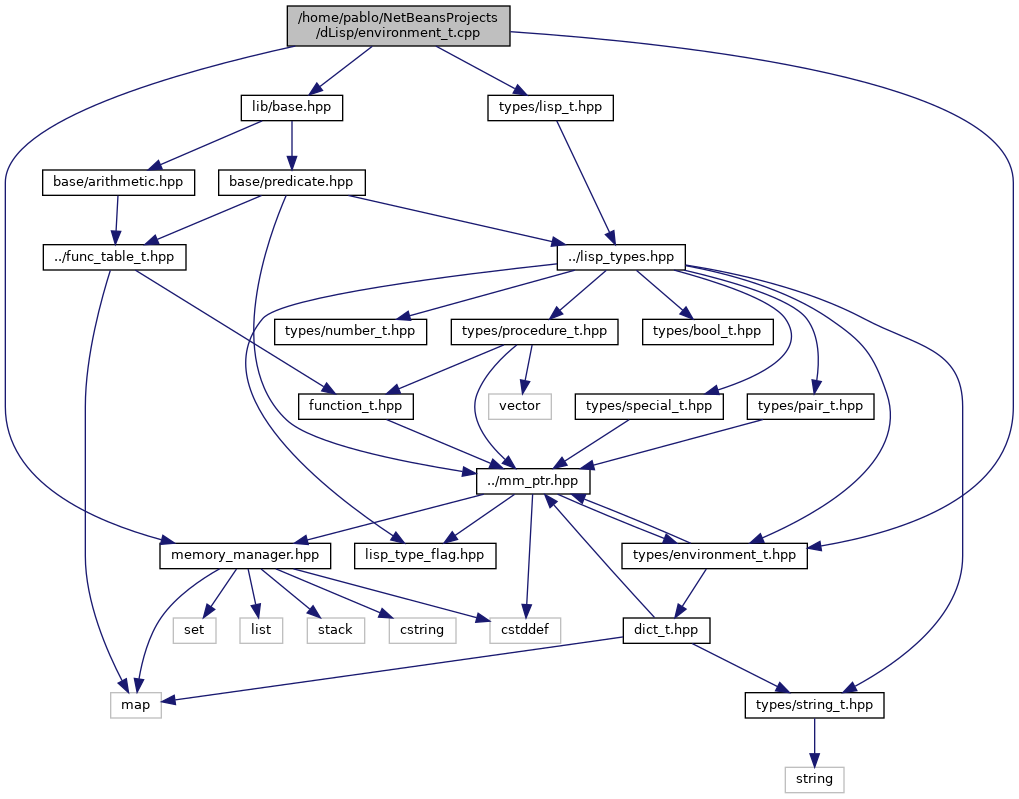 /home/pablo/NetBeansProjects
/dLisp/environment_t.cpp
lib/base.hpp
types/lisp_t.hpp
base/arithmetic.hpp
base/predicate.hpp
../func_table_t.hpp
../lisp_types.hpp
types/number_t.hpp
types/procedure_t.hpp
types/bool_t.hpp
function_t.hpp
vector
types/special_t.hpp
types/pair_t.hpp
../mm_ptr.hpp
memory_manager.hpp
lisp_type_flag.hpp
types/environment_t.hpp
set
list
stack
cstring
cstddef
dict_t.hpp
map
types/string_t.hpp
string